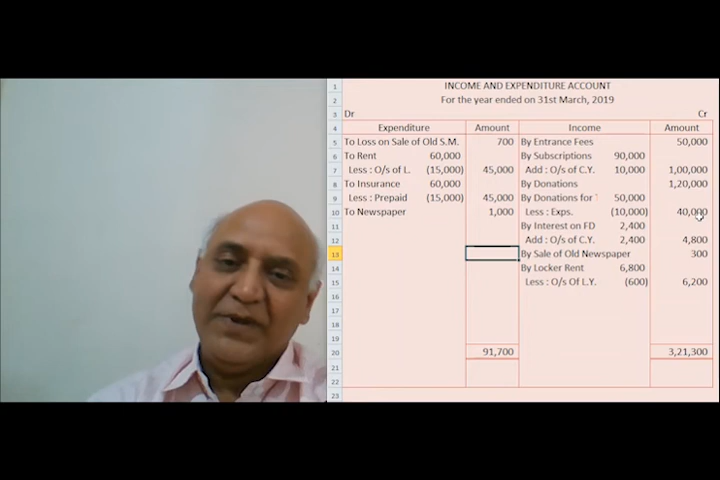 INCOME AND EXPENDITURE ACCOUNT
For the year ended on 31st March, 2019
Dr Cr
Expenditure Amount Income Amount
To Loss on Sale of Old S.M. 700 By Entrance Fees 50,000
To Rent 60,000 By Subscriptions 90,000
Less : O/s of L. (15,000) 45,000 Add : O/s of C.Y. 10,000 1,00,000
To Insurance 60,000 By Donations 1,20,000
Less : Prepaid (15,000) 45,000 By Donations for 50,000
To Newspaper 1,000 Less : Exps. (10,000) 40,000
By Interest on FD 2,400
Add : O/s of C.Y. 2,400 4,800
By Sale of Old Newspaper 300
By Locker Rent 6,800
Less : O/s Of L.Y. (600) 6,200
91,700 3,21,300
1
2
3
4
5
6
7
8
9
10
11
12
13
14
15
16
17
18
19
20
21
22
23